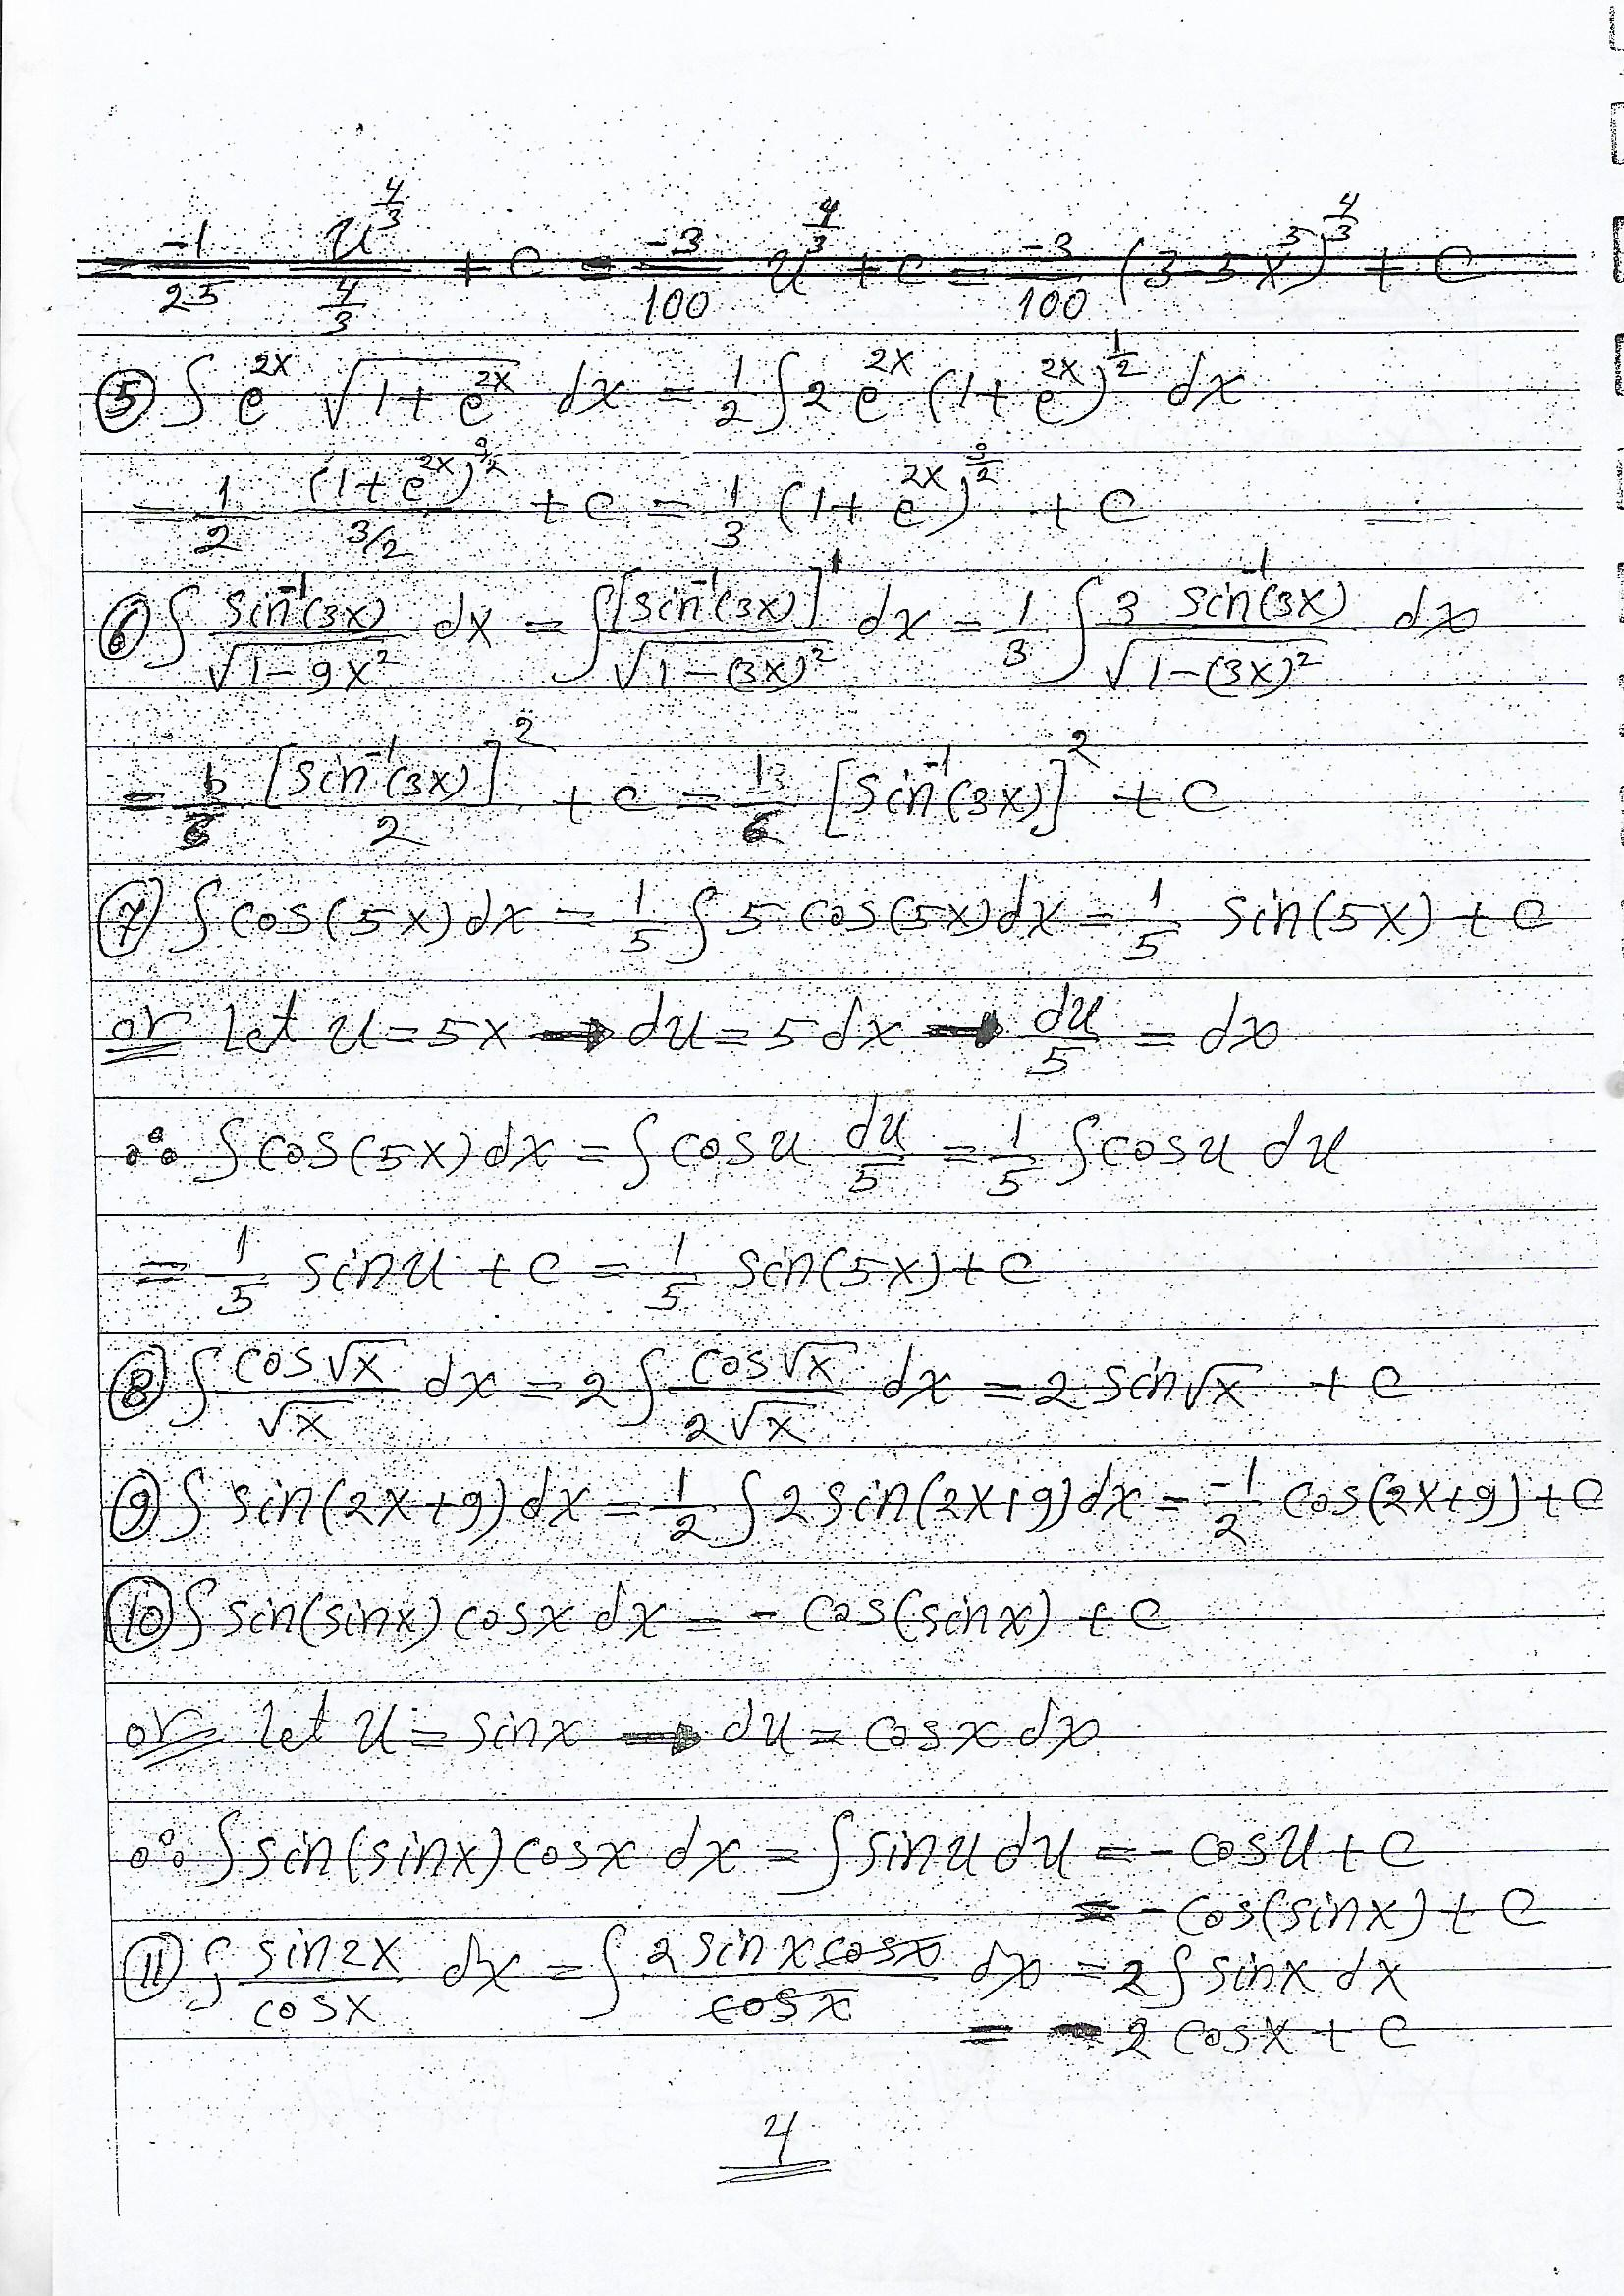 = -1/25 u^(4/3)/(4/3) + c = -3/100 u^(4/3) + c = -3/100 (3-5x^5)^(4/3) + c
⑤ ∫ e^(2x) √(1+e^(2x)) dx = 1/2 ∫ 2 e^(2x) (1+e^(2x))^(1/2) dx
= 1/2 (1+e^(2x))^(3/2)/(3/2) + c = 1/3 (1+e^(2x))^(3/2) + c
⑥ ∫ sin^-1(3x)/√(1-9x²) dx = ∫ [sin^-1(3x)]^1/√(1-(3x)²) dx = 1/3 ∫ 3 sin^-1(3x)/√(1-(3x)²) dx
= 1/3 [sin^-1(3x)]²/2 + c = 1/6 [sin^-1(3x)]² + c
⑦ ∫ cos(5x) dx = 1/5 ∫ 5 cos(5x) dx = 1/5 sin(5x) + c
or let u = 5x → du = 5 dx → du/5 = dx
∴ ∫ cos(5x) dx = ∫ cos u du/5 = 1/5 ∫ cos u du
= 1/5 sin u + c = 1/5 sin(5x) + c
⑧ ∫ cos√x/√x dx = 2 ∫ cos√x/(2√x) dx = 2 sin√x + c
⑨ ∫ sin(2x+9) dx = 1/2 ∫ 2 sin(2x+9) dx = -1/2 cos(2x+9) + c
⑩ ∫ sin(sinx) cosx dx = - cos(sinx) + c
or let u = sinx → du = cosx dx
∴ ∫ sin(sinx) cosx dx = ∫ sin u du = - cos u + c
= - cos(sinx) + c
⑪ ∫ sin2x/cosx dx = ∫ 2 sinx cosx/cosx dx = 2 ∫ sinx dx
= -2 cosx + c
4